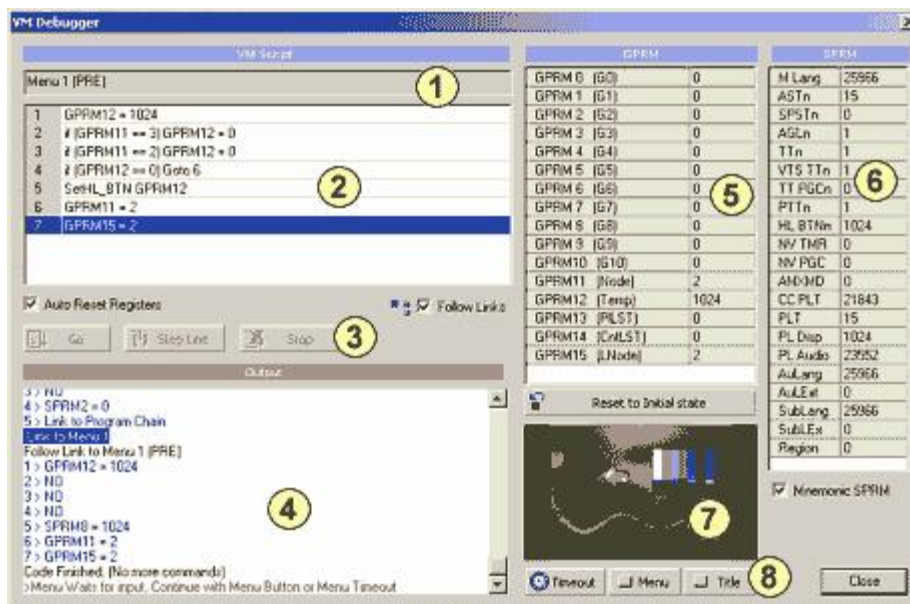 VM Debugger
VM Script
Menu 1 (PRE)
1
1 GPRM12 = 1024
2 if (GPRM11 == 3) GPRM12 = 0
3 if (GPRM11 == 2) GPRM12 = 0
4 if (GPRM12 == 0) Goto 6
5 SetHL_BTN GPRM12
6 GPRM11 = 2
7 GPRM15 = 2
2
Auto Reset Registers
Follow Links
Go
Step Line
Stop
3
Output
3 > NO
4 > SPRM2 = 0
5 > Link to Program Chain
Link to Menu 1
Follow Link to Menu 1 (PRE)
1 > GPRM12 = 1024
2 > NO
3 > NO
4 > NO
5 > SPRM8 = 1024
6 > GPRM11 = 2
7 > GPRM15 = 2
Code Finished. (No more commands)
>Menu Waits for input, Continue with Menu Button or Menu Timeout
4
GPRM
GPRM 0 (G0) 0
GPRM 1 (G1) 0
GPRM 2 (G2) 0
GPRM 3 (G3) 0
GPRM 4 (G4) 0
GPRM 5 (G5) 0
GPRM 6 (G6) 0
GPRM 7 (G7) 0
GPRM 8 (G8) 0
GPRM 9 (G9) 0
GPRM10 (G10) 0
GPRM11 (Node) 2
GPRM12 (Temp) 1024
GPRM13 (PlLST) 0
GPRM14 (CntLST) 0
GPRM15 (LNode) 2
5
Reset to Initial state
7
Timeout
Menu
Title
8
SPRM
M Lang 25966
ASTn 15
SPSTn 0
AGLn 1
TTn 1
VTS TTn 1
TT PGCn 0
PTTn 1
HL BTNn 1024
NV TMR 0
NV PGC 0
ANXMD 0
CC PLT 21843
PLT 15
PL Disp 1024
PL Audio 23552
AuLang 25966
AuLExt 0
SubLang 25966
SubLEx 0
Region 0
6
Mnemonic SPRM
Close